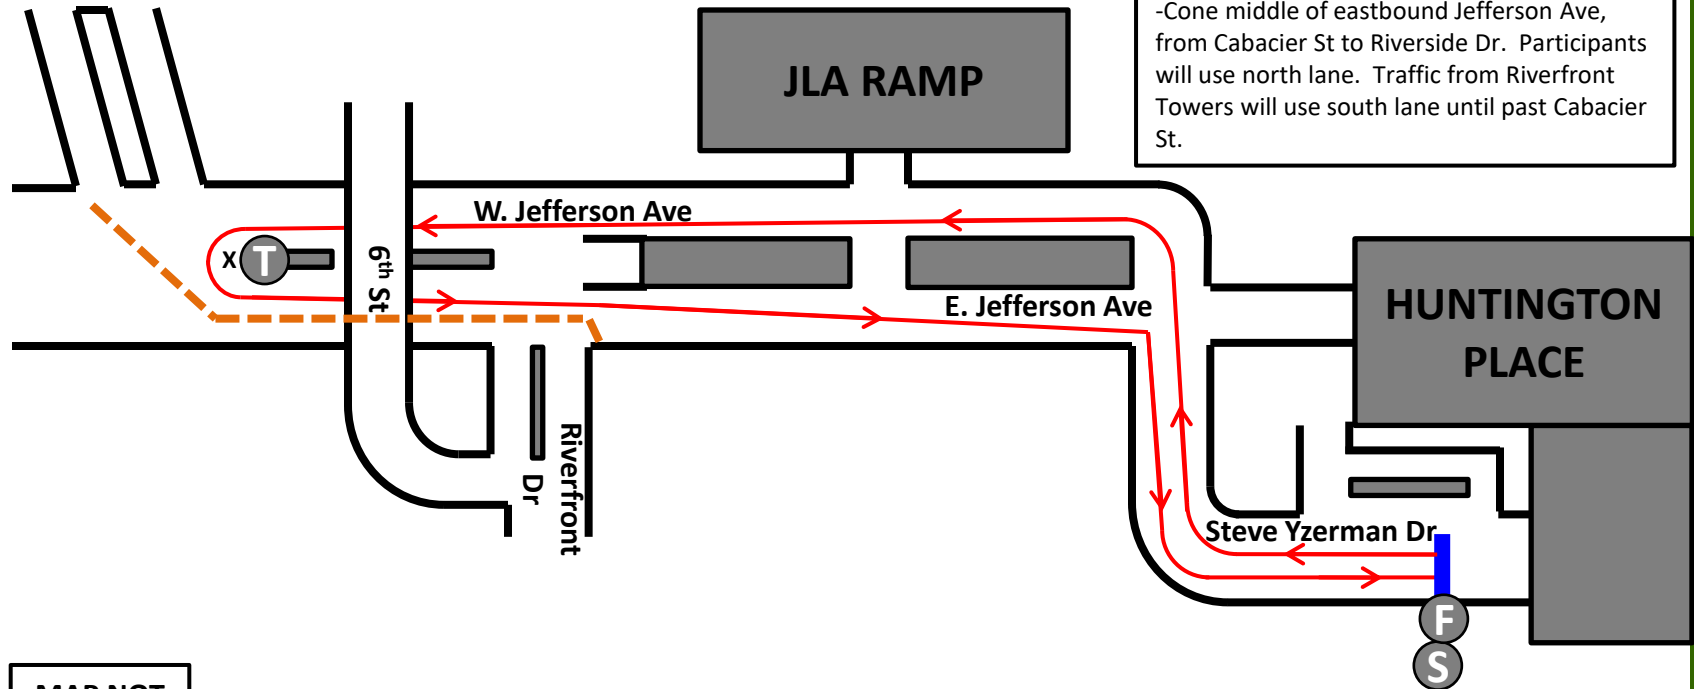 -Cone middle of eastbound Jefferson Ave,
from Cabacier St to Riverside Dr.  Participants
will use north lane.  Traffic from Riverfront
Towers will use south lane until past Cabacier
St.
JLA RAMP
W. Jefferson Ave
X
T
6th St
E. Jefferson Ave
HUNTINGTON
PLACE
Riverfront
Dr
Steve Yzerman Dr
F
S
MAP NOT